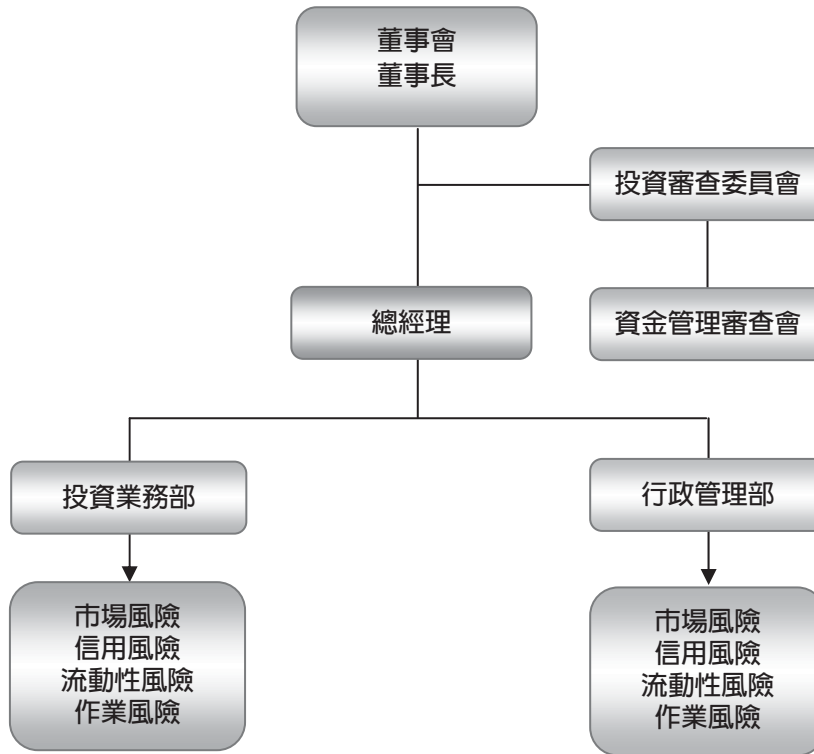 董事會
董事長
投資審查委員會
總經理
資金管理審查會
投資業務部
行政管理部
市場風險
信用風險
流動性風險
作業風險
市場風險
信用風險
流動性風險
作業風險